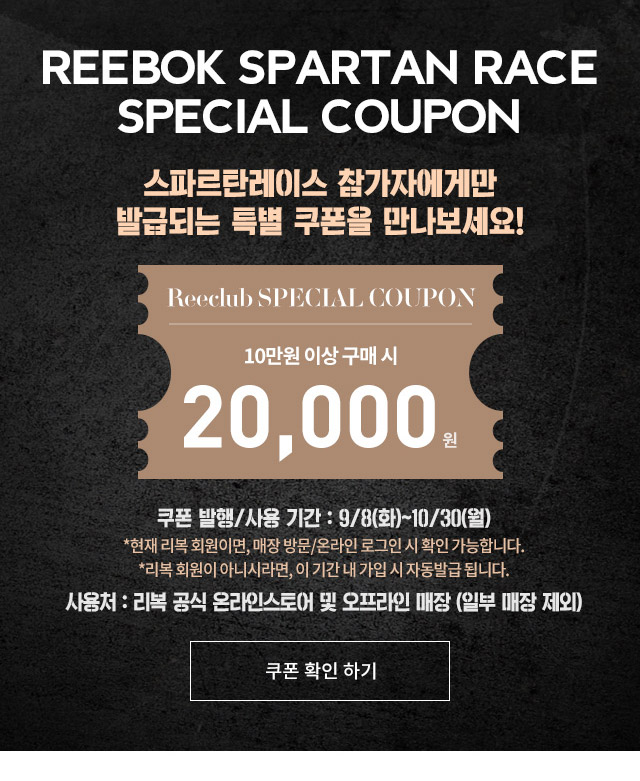 REEBOK SPARTAN RACE
SPECIAL COUPON
스파르탄레이스 참가자에게만
발급되는 특별 쿠폰을 만나보세요!
Reeclub SPECIAL COUPON
10만원 이상 구매 시
20,000원
쿠폰 발행/사용 기간 : 9/8(화)~10/30(월)
*현재 리복 회원이면, 매장 방문/온라인 로그인 시 확인 가능합니다.
*리복 회원이 아니시라면, 이 기간 내 가입 시 자동발급 됩니다.
사용처 : 리복 공식 온라인스토어 및 오프라인 매장 (일부 매장 제외)
쿠폰 확인 하기